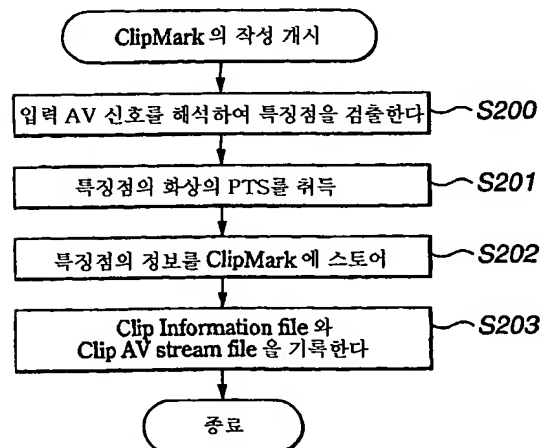 ClipMark 의 작성 개시
입력 AV 신호를 해석하여 특징점을 검출한다
S200
특징점의 화상의 PTS를 취득
S201
특징점의 정보를 ClipMark 에 스토어
S202
Clip Information file 와
Clip AV stream file 을 기록한다
S203
종료